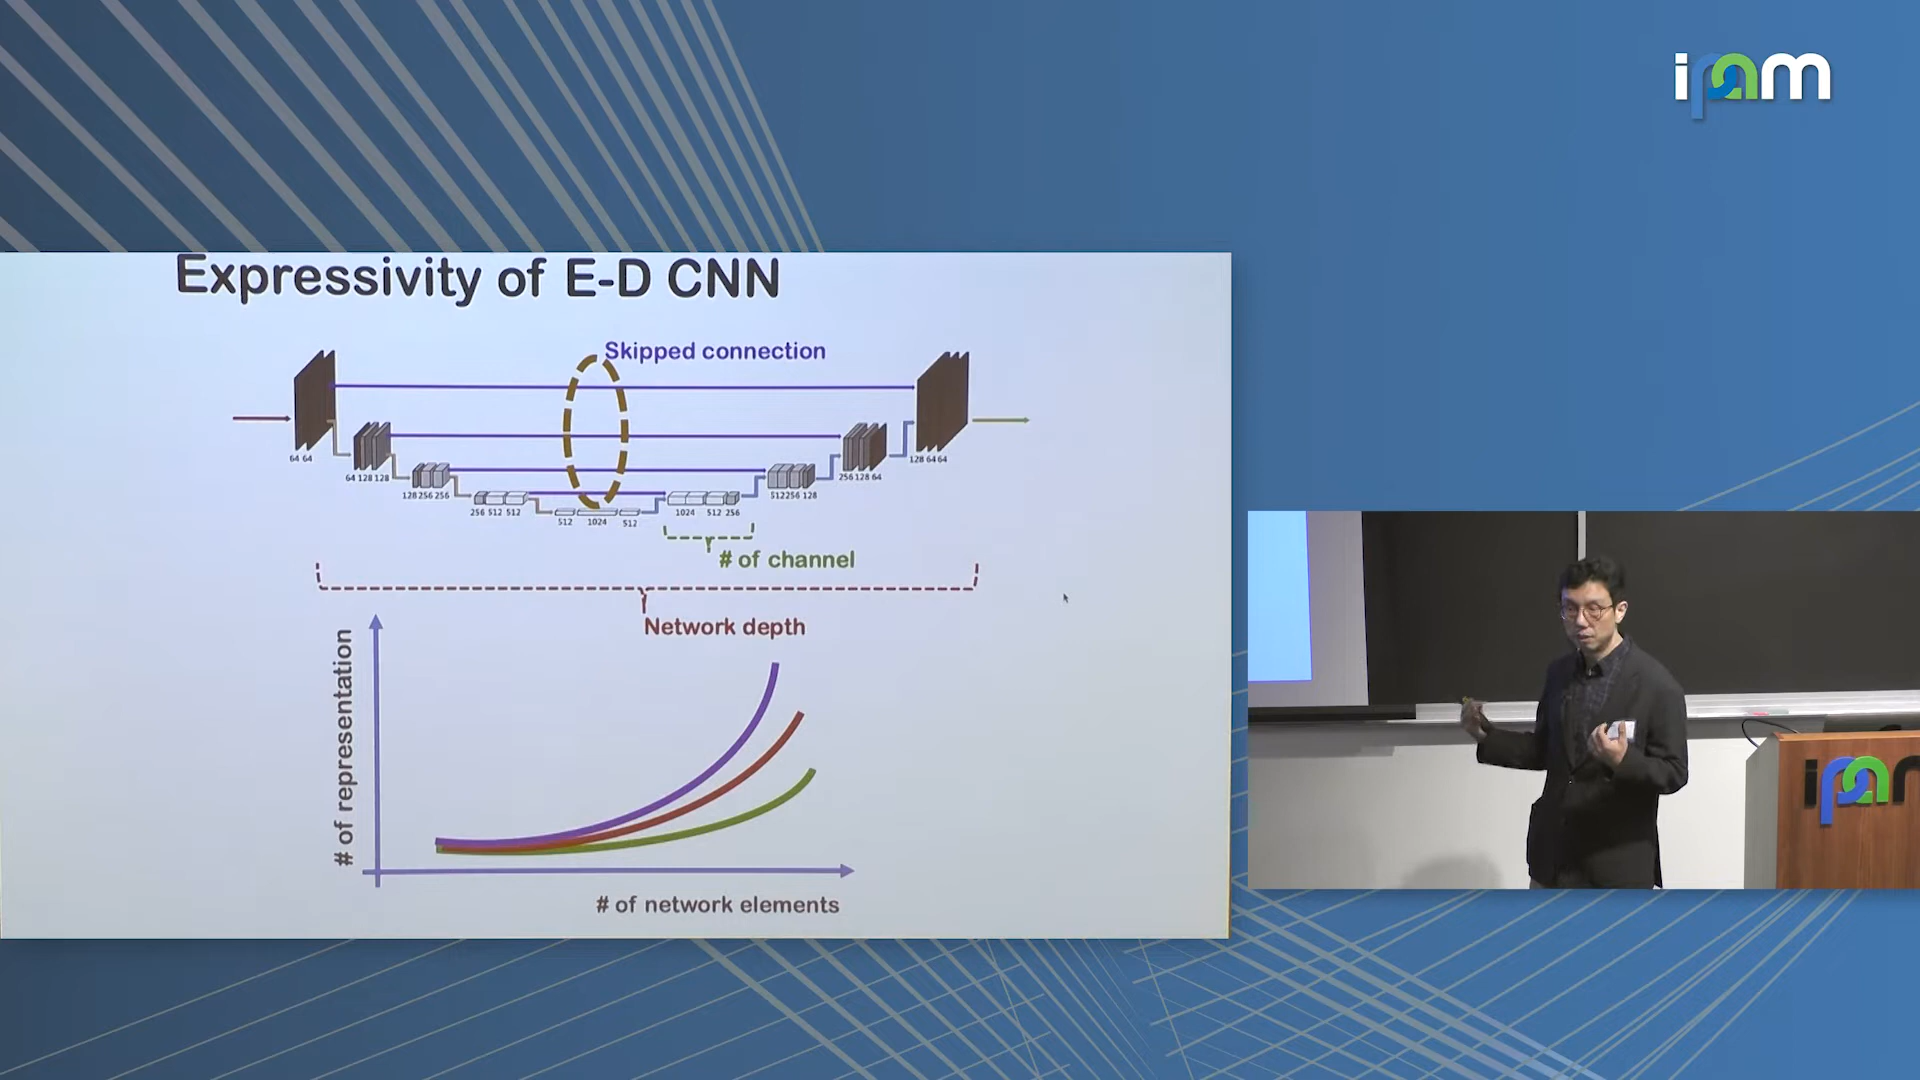 ipam
Expressivity of E-D CNN
Skipped connection
64 64
64 128 128
128 256 256
256 512 512
512
1024
512
1024 512 256
512 256 128
256 128 64
128 64 64
# of channel
Network depth
# of representation
# of network elements
ipam